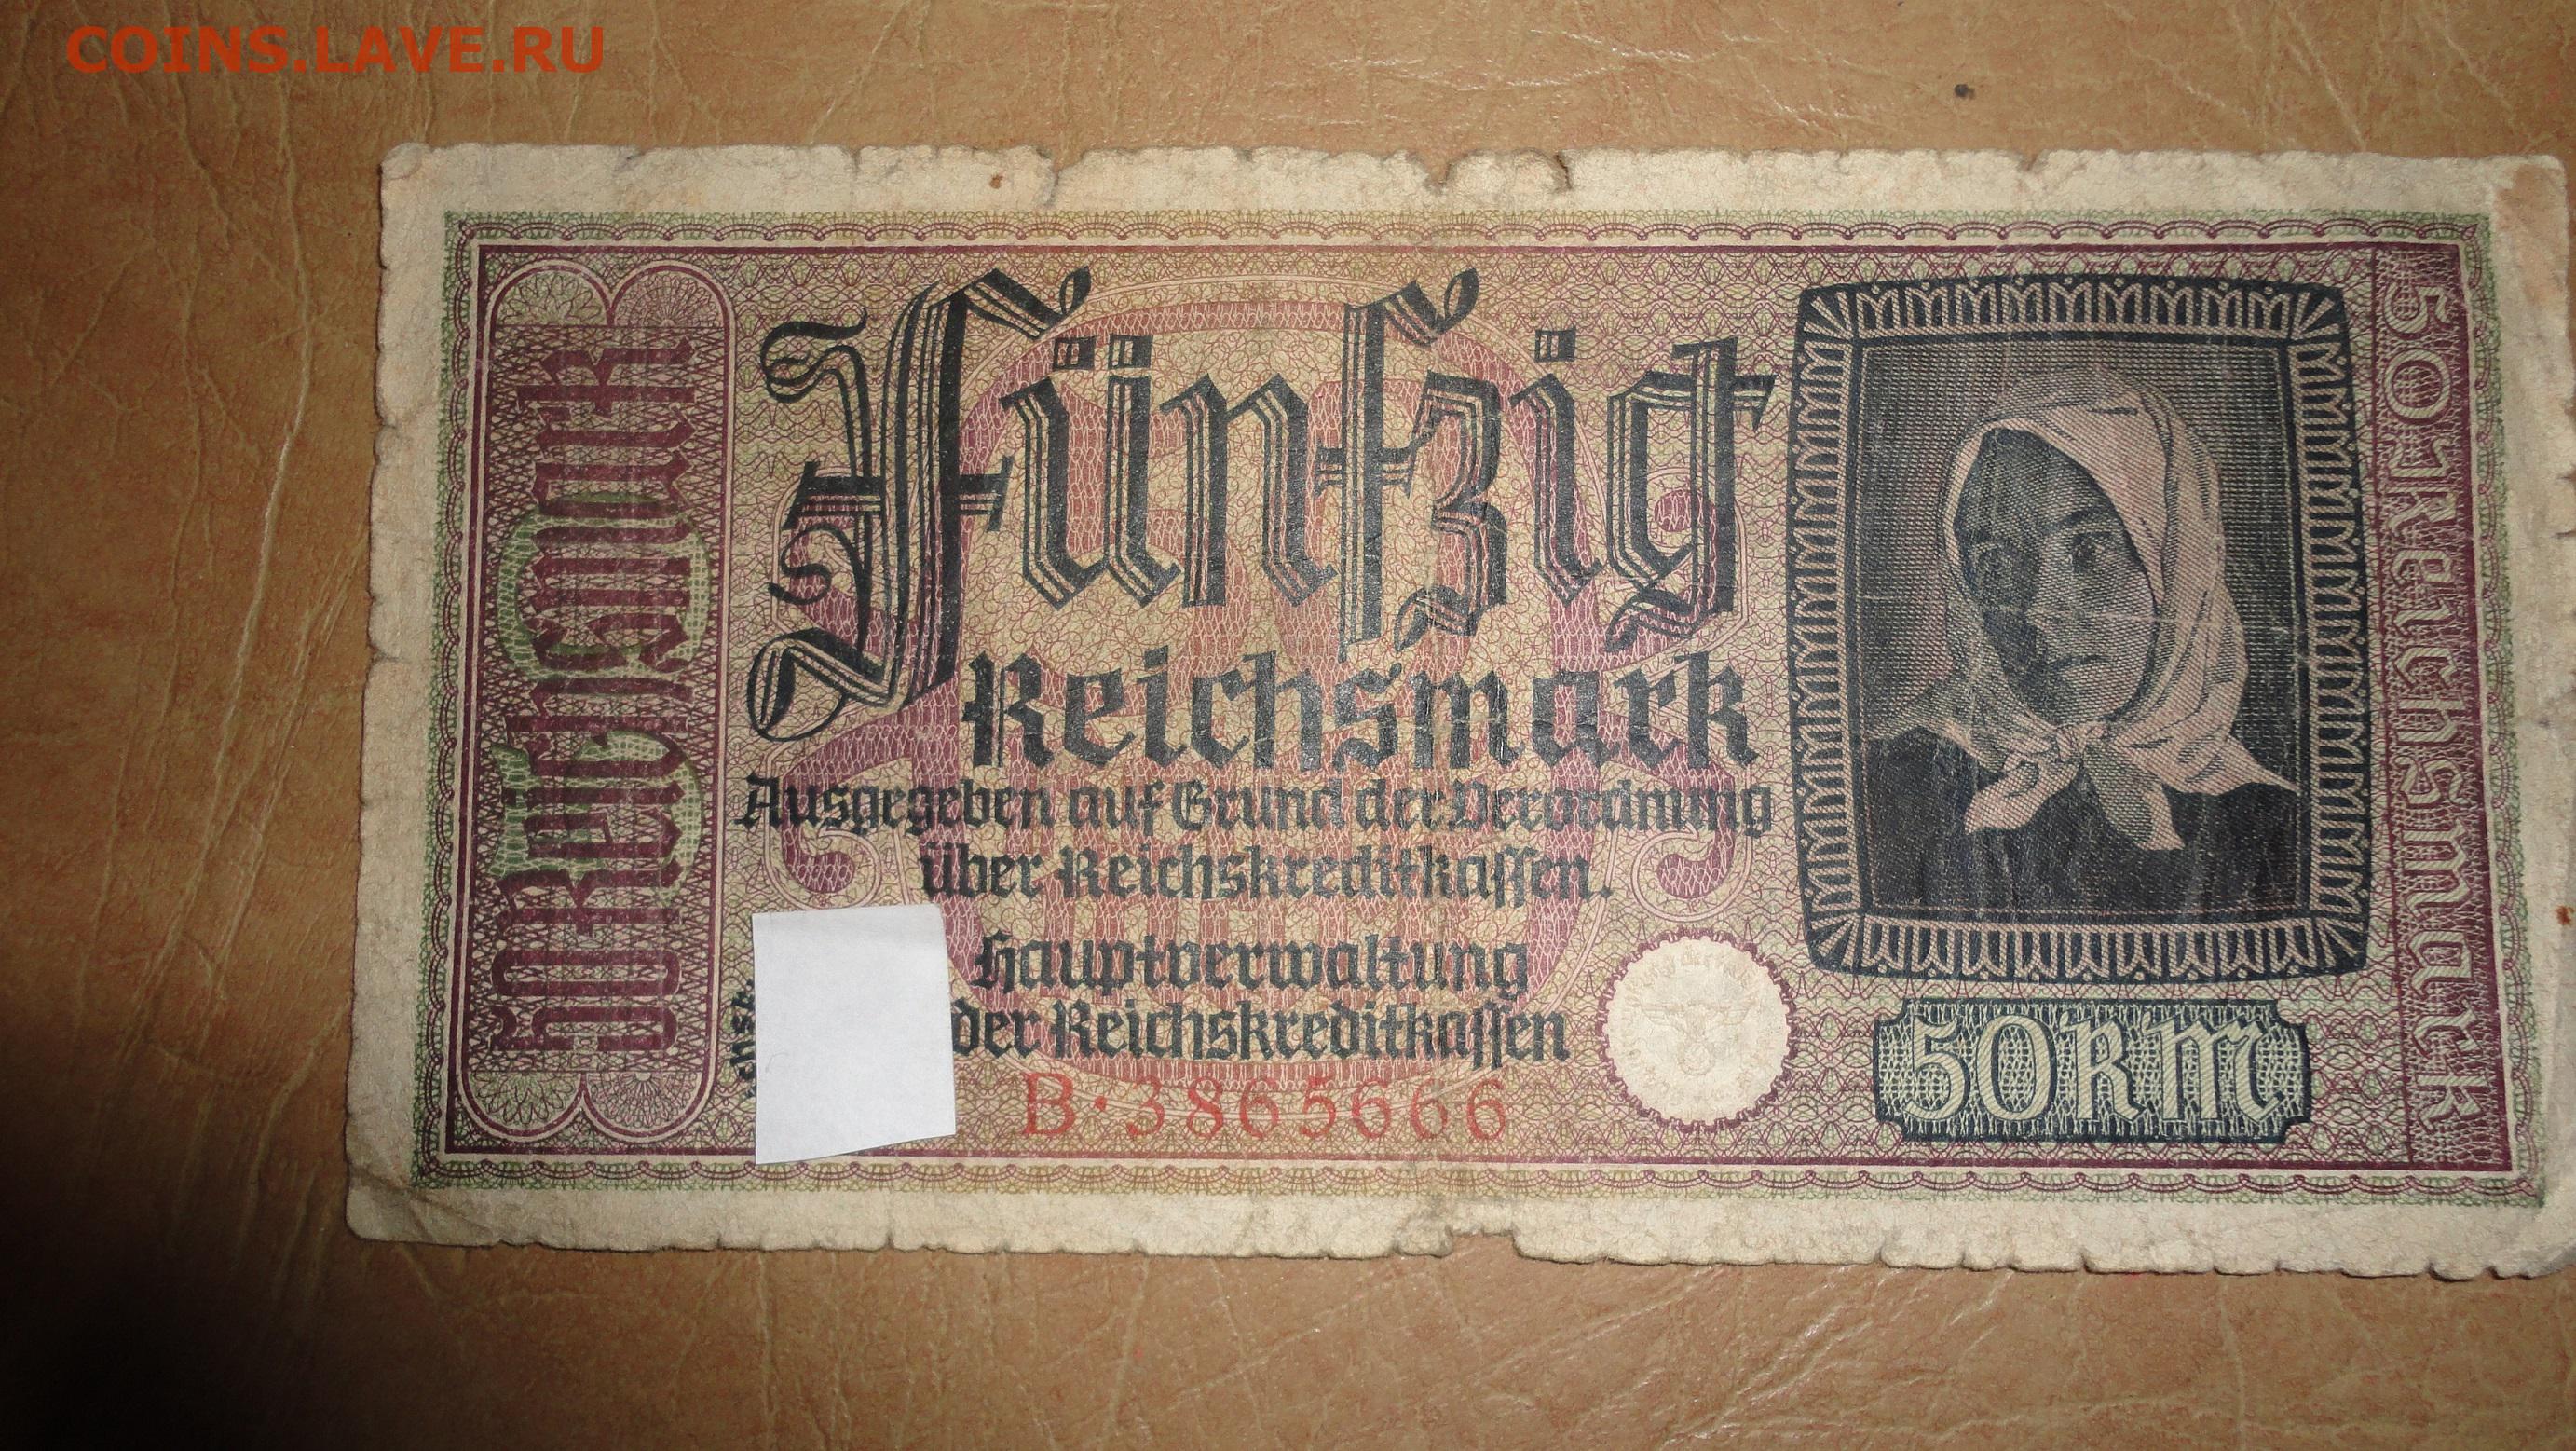 COINS.LAVE.RU
50 REICHSMARK
Fünfzig
Reichsmark
Ausgegeben auf Grund der Verordnung
über Reichskreditkassen.
Hauptverwaltung
der Reichskreditkassen
B·3865666
50 RM
50 Reichsmark